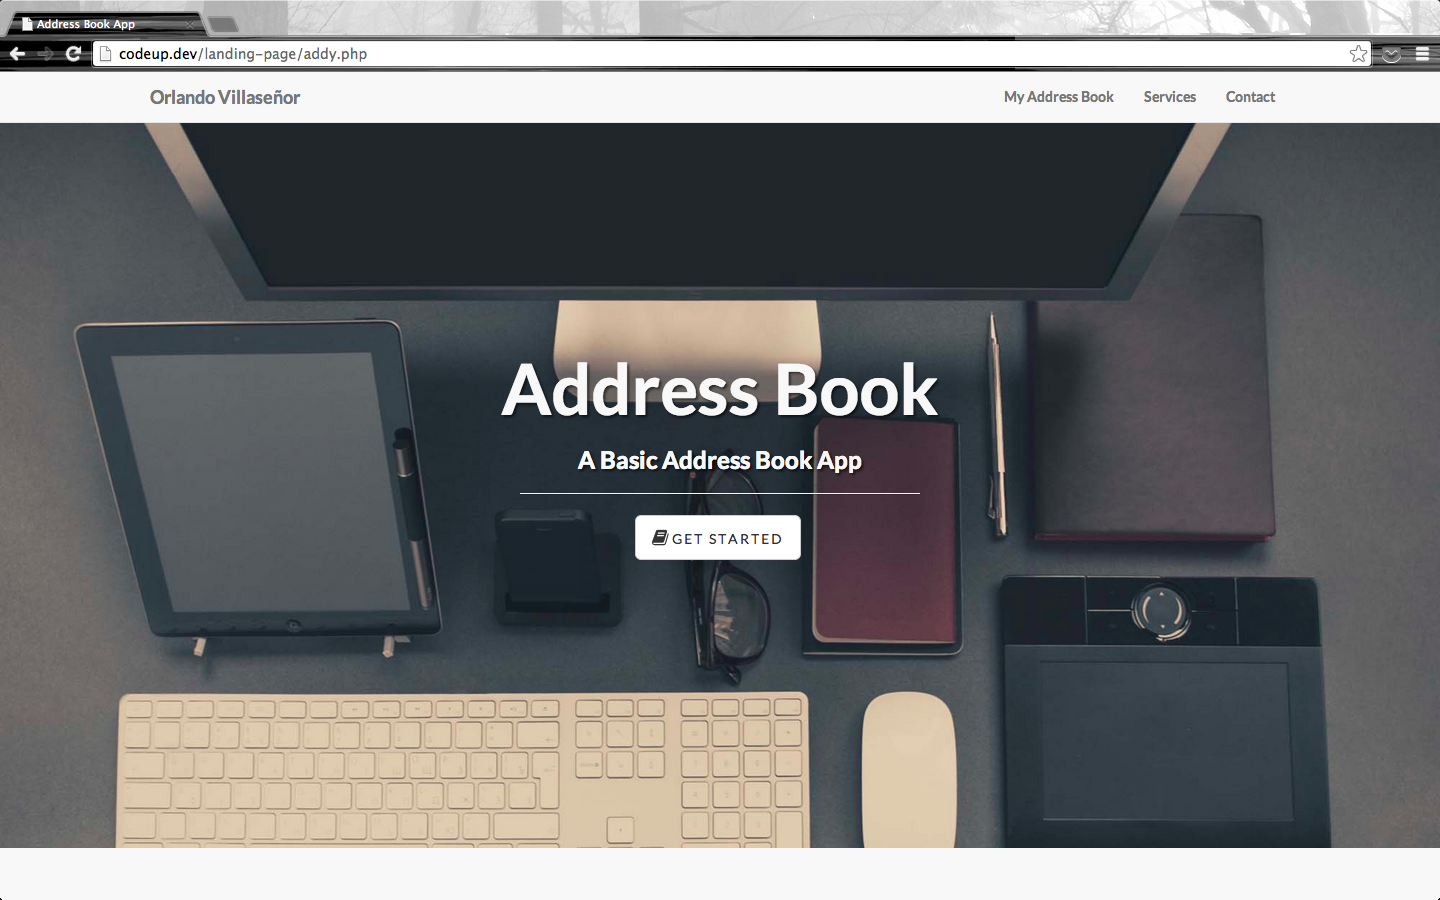 Address Book App
codeup.dev/landing-page/addy.php
Orlando Villaseñor
My Address Book Services Contact
Address Book
A Basic Address Book App
GET STARTED